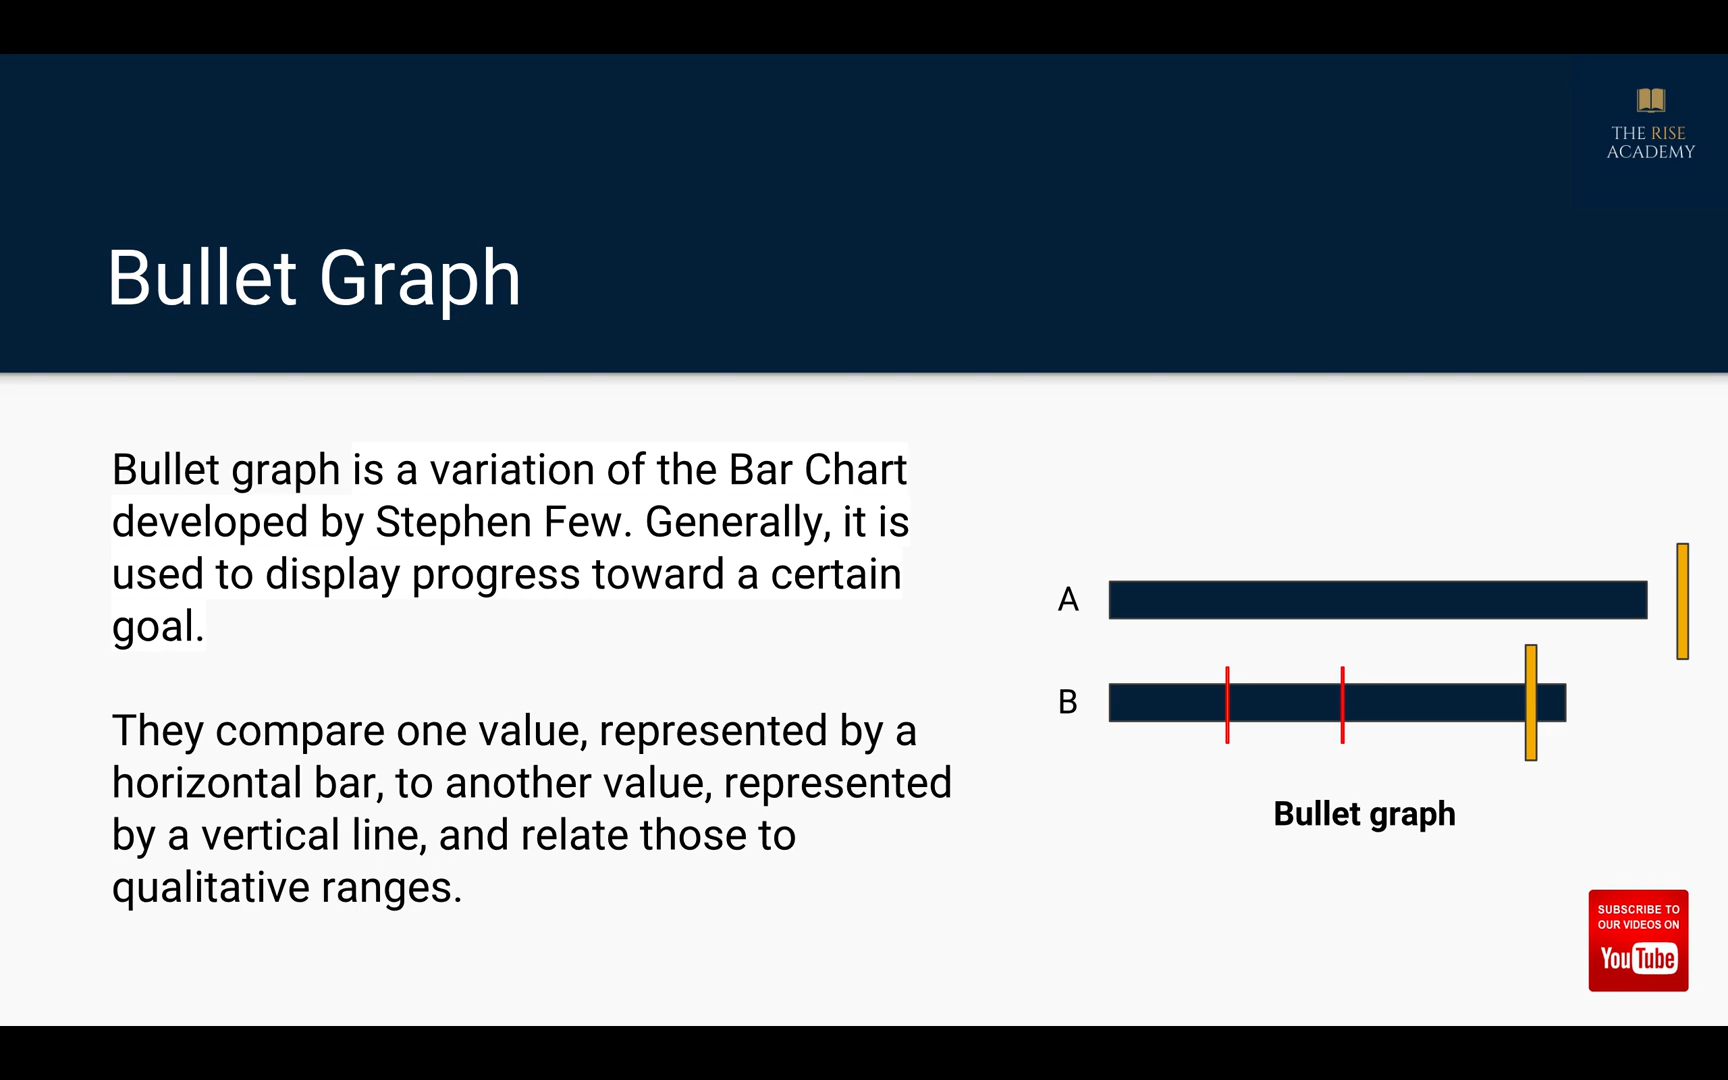 THE RISE
ACADEMY
Bullet Graph
Bullet graph is a variation of the Bar Chart
developed by Stephen Few. Generally, it is
used to display progress toward a certain
goal.
They compare one value, represented by a
horizontal bar, to another value, represented
by a vertical line, and relate those to
qualitative ranges.
A
B
Bullet graph
SUBSCRIBE TO
OUR VIDEOS ON
YouTube